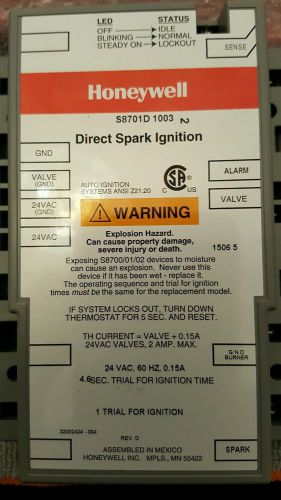 LED STATUS
OFF IDLE
BLINKING NORMAL
STEADY ON LOCKOUT
SENSE
Honeywell
S8701D 1003 2
Direct Spark Ignition
GND
VALVE
(GND)
24VAC
(GND)
24VAC
AUTO IGNITION
SYSTEMS ANSI Z21.20
C US
ALARM
VALVE
WARNING
Explosion Hazard.
Can cause property damage,
severe injury or death.
1506 5
Exposing S8700/01/02 devices to moisture
can cause an explosion. Never use this
device if it has been wet - replace it.
The operating sequence and trial for ignition
times must be the same for the replacement model.
IF SYSTEM LOCKS OUT, TURN DOWN
THERMOSTAT FOR 5 SEC. AND RESET.
TH CURRENT = VALVE + 0.15A
24VAC VALVES, 2 AMP. MAX.
GND
BURNER
24 VAC, 60 HZ, 0.15A
4.6SEC. TRIAL FOR IGNITION TIME
1 TRIAL FOR IGNITION
32002424-004
REV. D
ASSEMBLED IN MEXICO
HONEYWELL INC. MPLS, MN 55422
SPARK